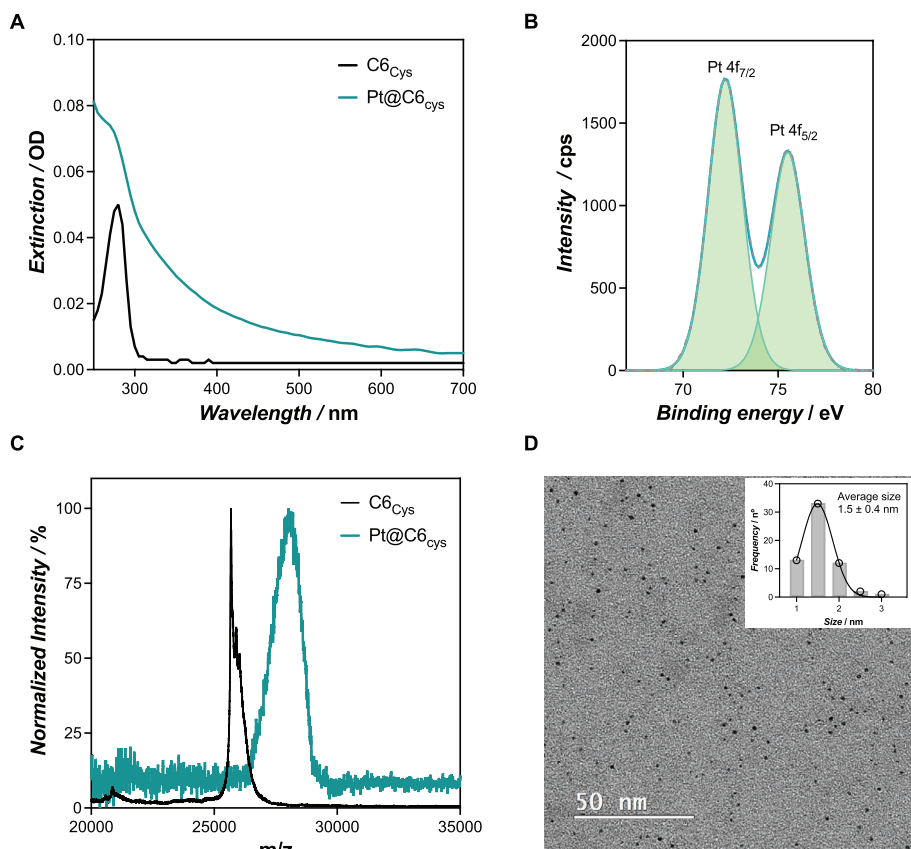 A
0.10
0.08
0.06
0.04
0.02
0.00
Extinction / OD
C6Cys
Pt@C6cys
300
400
500
600
700
Wavelength / nm
B
2000
1500
1000
500
0
Intensity / cps
Pt 4f7/2
Pt 4f5/2
70
75
80
Binding energy / eV
C
100
75
50
25
0
Normalized Intensity / %
C6Cys
Pt@C6cys
20000
25000
30000
35000
m/z
D
40
30
20
10
0
Frequency / nº
Average size
1.5 ± 0.4 nm
1
2
3
Size / nm
50 nm